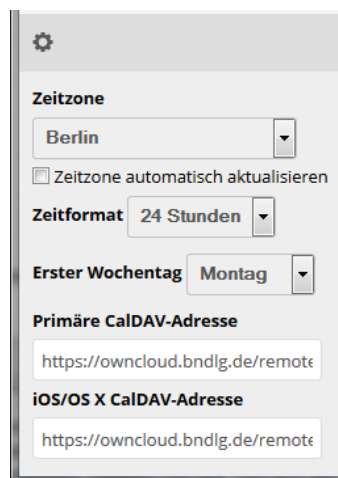 Zeitzone
Berlin
Zeitzone automatisch aktualisieren
Zeitformat 24 Stunden
Erster Wochentag Montag
Primäre CalDAV-Adresse
https://owncloud.bndlg.de/remote
iOS/OS X CalDAV-Adresse
https://owncloud.bndlg.de/remote